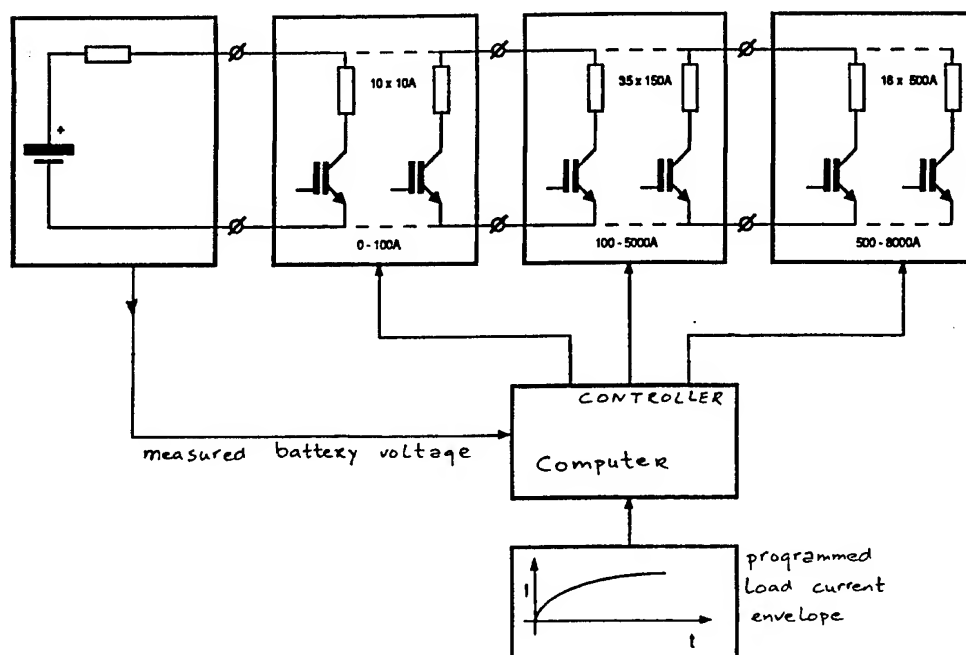 +
10 x 10A
35 x 150A
16 x 500A
0 - 100A
100 - 5000A
500 - 8000A
CONTROLLER
measured battery voltage
Computer
programmed
I
Load current
envelope
t